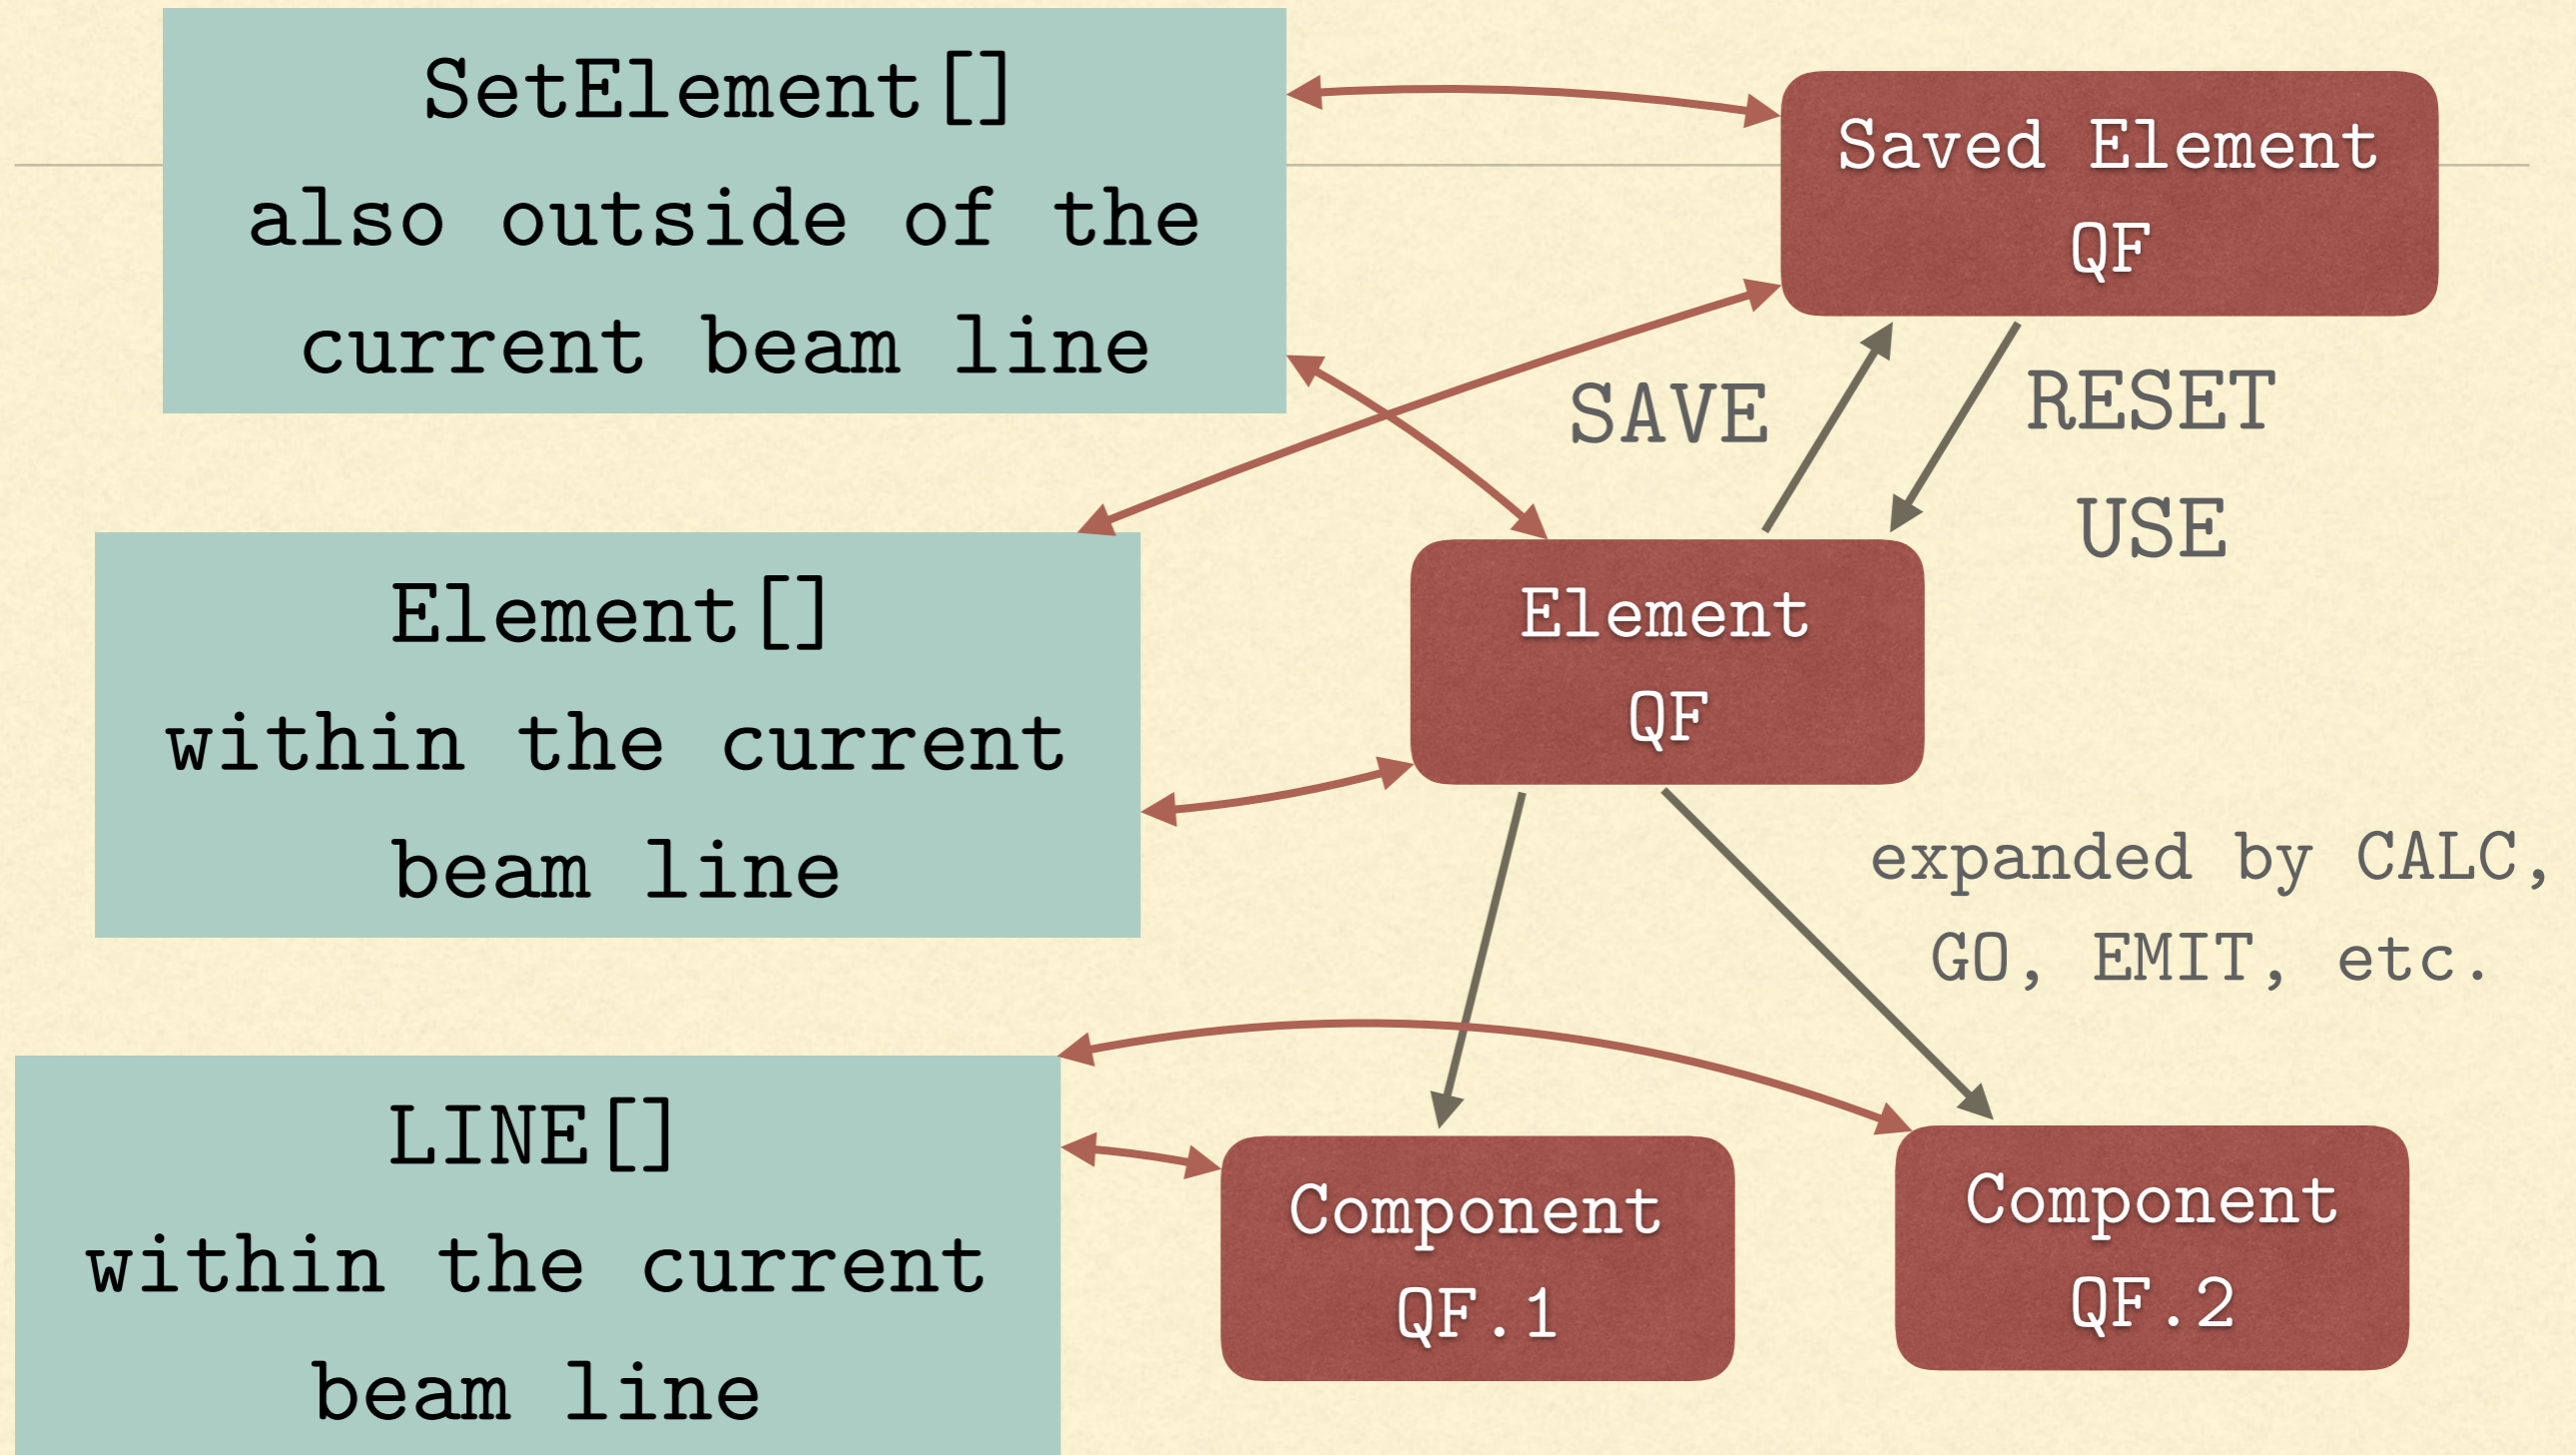 SetElement[]
also outside of the
current beam line
Saved Element
QF
SAVE
RESET
USE
Element[]
within the current
beam line
Element
QF
expanded by CALC,
GO, EMIT, etc.
LINE[]
within the current
beam line
Component
QF.1
Component
QF.2